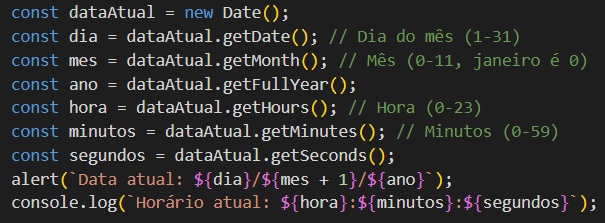 const dataAtual = new Date();
const dia = dataAtual.getDate(); // Dia do mês (1-31)
const mes = dataAtual.getMonth(); // Mês (0-11, janeiro é 0)
const ano = dataAtual.getFullYear();
const hora = dataAtual.getHours(); // Hora (0-23)
const minutos = dataAtual.getMinutes(); // Minutos (0-59)
const segundos = dataAtual.getSeconds();
alert(`Data atual: ${dia}/${mes + 1}/${ano}`);
console.log(`Horário atual: ${hora}:${minutos}:${segundos}`);